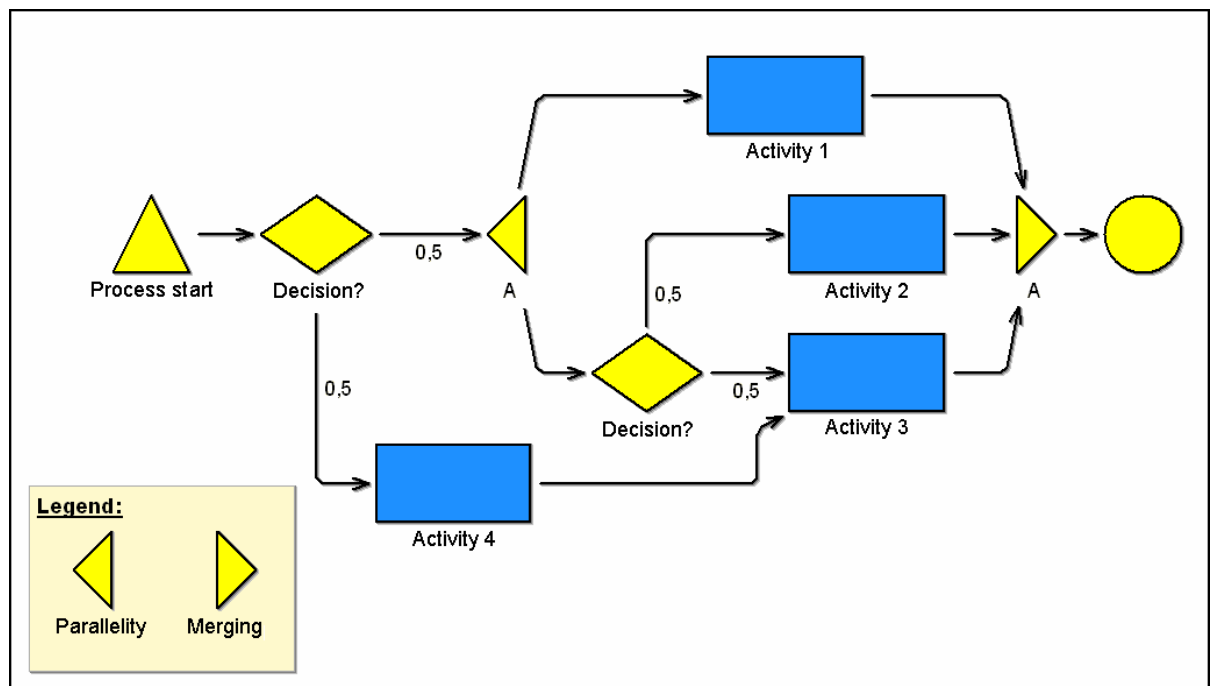 Activity 1
Process start
Decision?
0,5
A
0,5
Activity 2
A
0,5
0,5
Decision?
Activity 3
Activity 4
Legend:
Parallelity
Merging